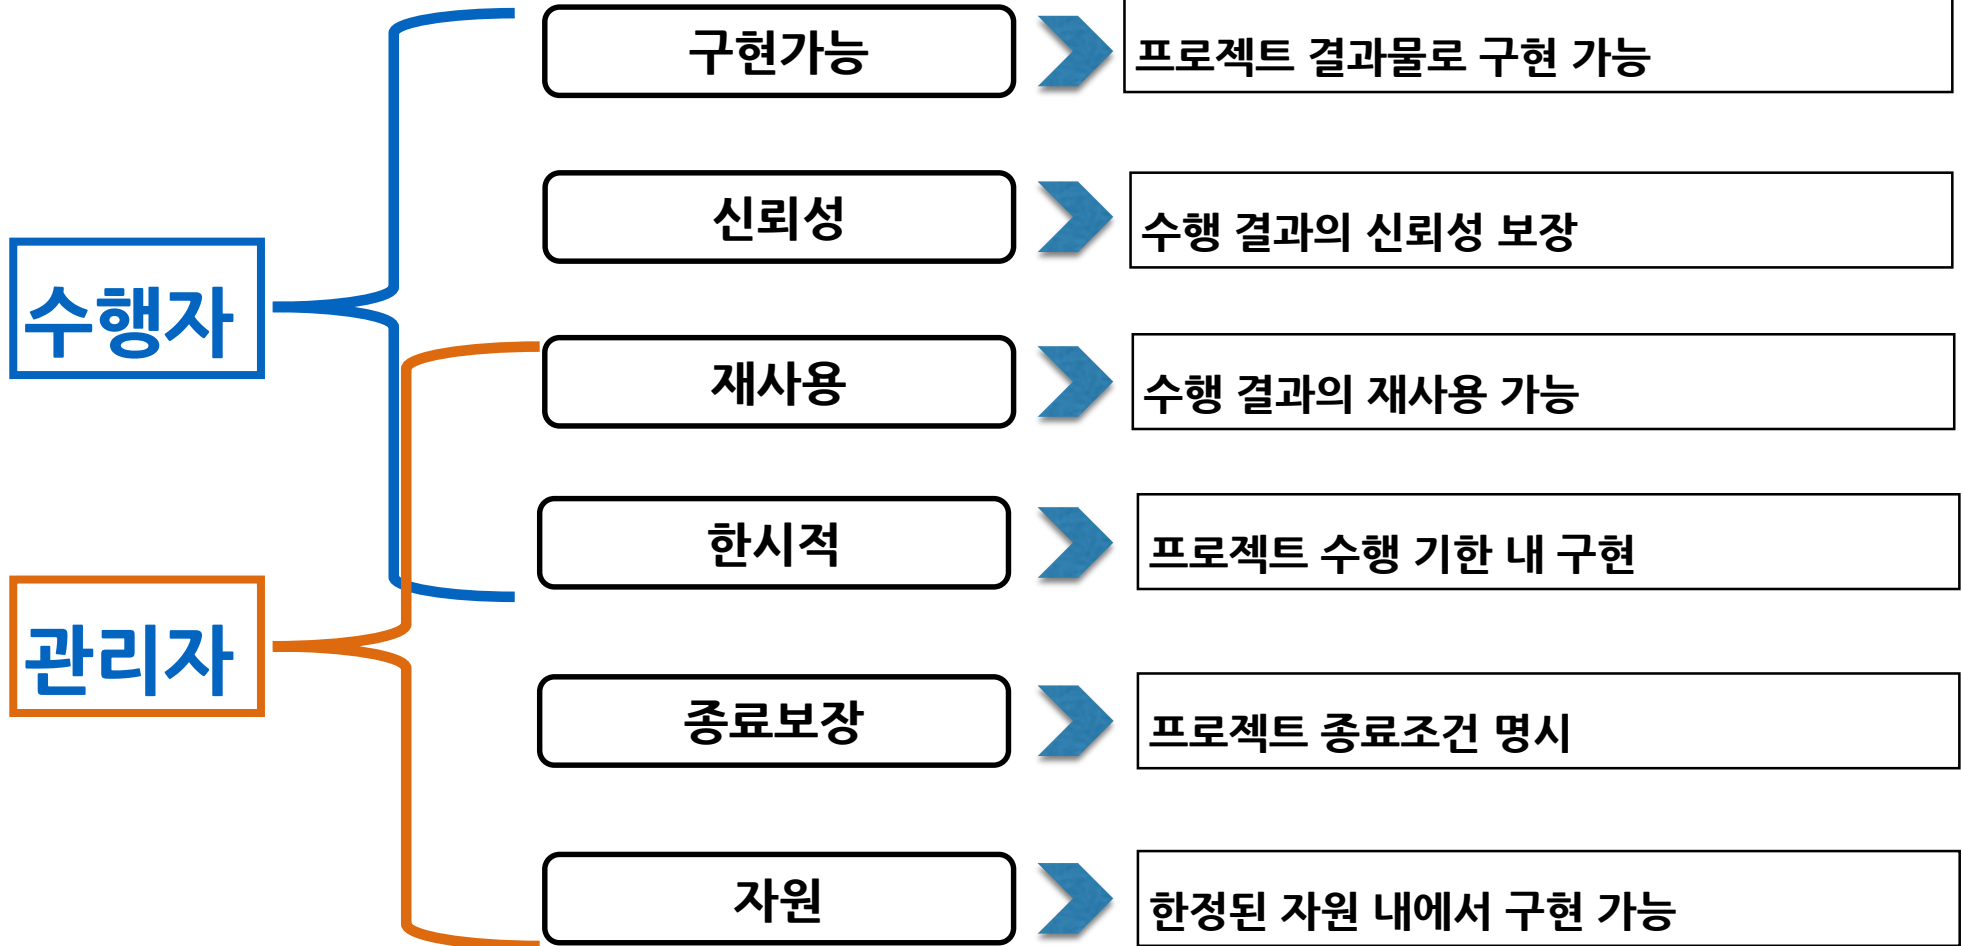 구현가능
프로젝트 결과물로 구현 가능
신뢰성
수행 결과의 신뢰성 보장
수행자
재사용
수행 결과의 재사용 가능
한시적
프로젝트 수행 기한 내 구현
관리자
종료보장
프로젝트 종료조건 명시
자원
한정된 자원 내에서 구현 가능